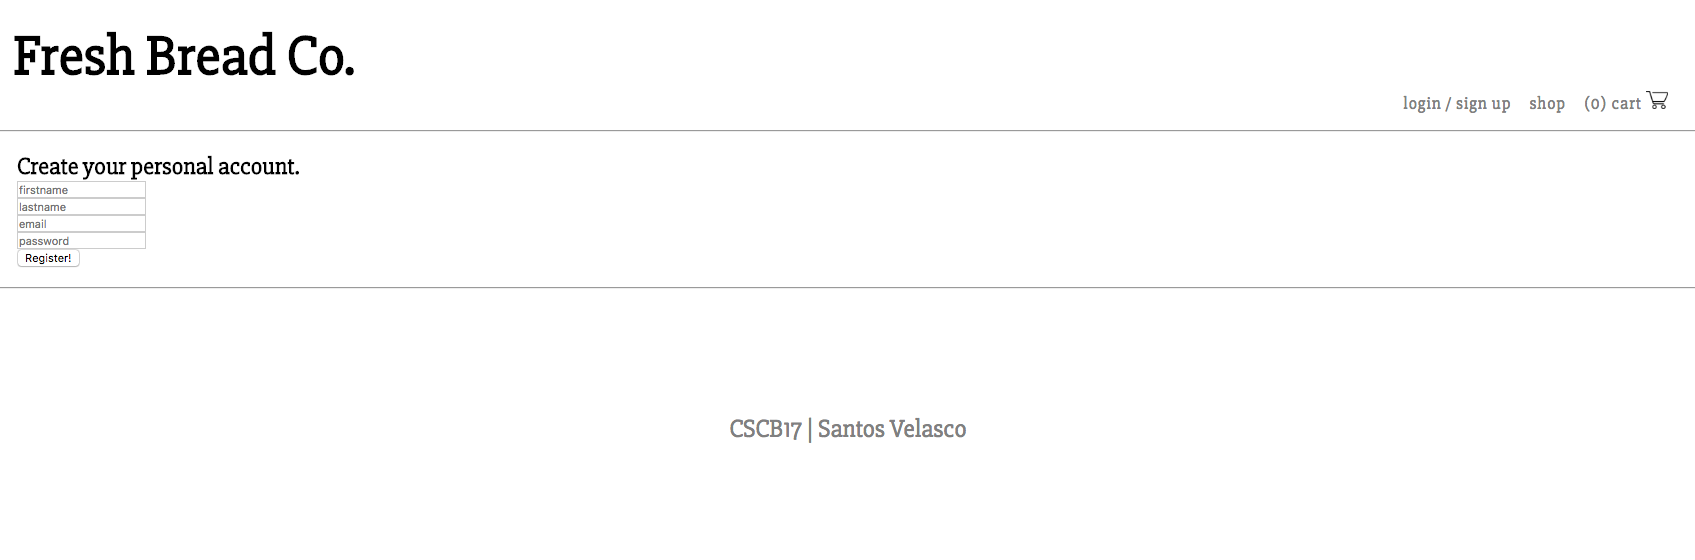 Fresh Bread Co.
login / sign up shop (0) cart
Create your personal account.
firstname
lastname
email
password
Register!
CSCB17 | Santos Velasco